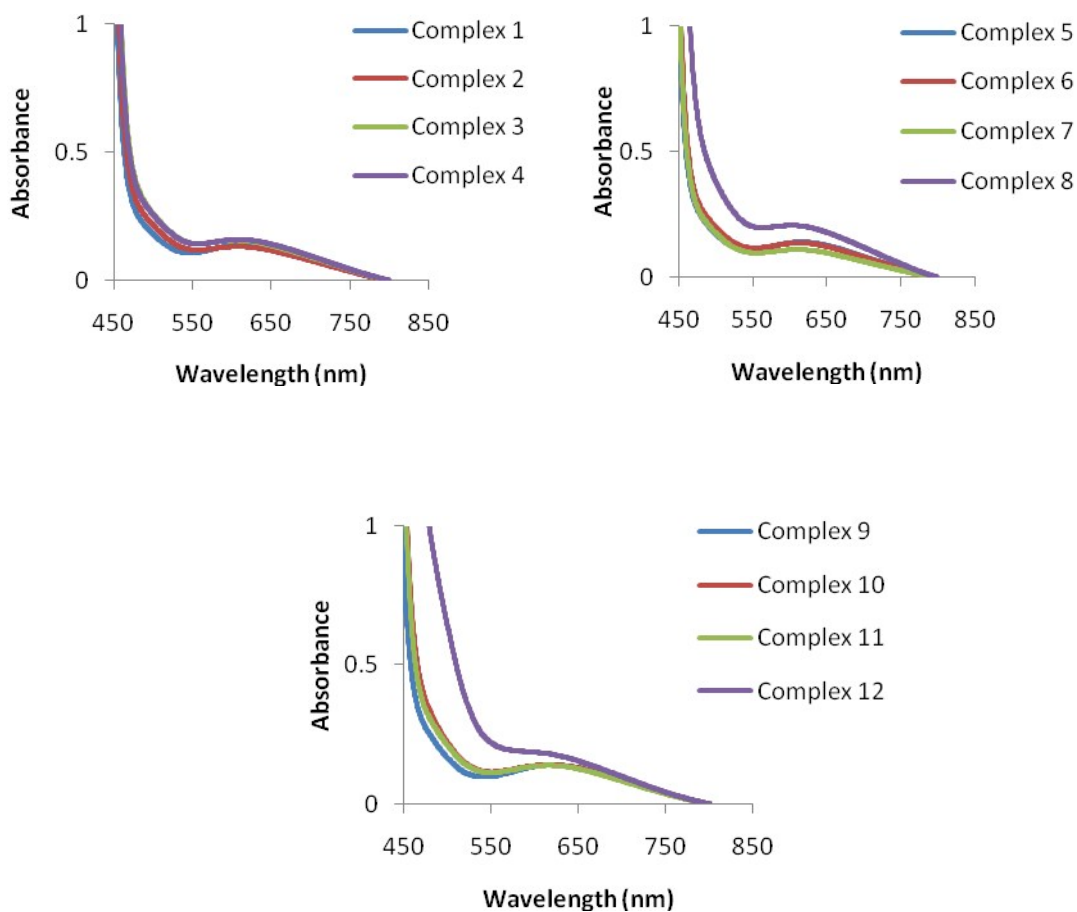 1
0.5
0
Absorbance
450 550 650 750 850
Wavelength (nm)
Complex 1
Complex 2
Complex 3
Complex 4
1
0.5
0
Absorbance
450 550 650 750 850
Wavelength (nm)
Complex 5
Complex 6
Complex 7
Complex 8
1
0.5
0
Absorbance
450 550 650 750 850
Wavelength (nm)
Complex 9
Complex 10
Complex 11
Complex 12